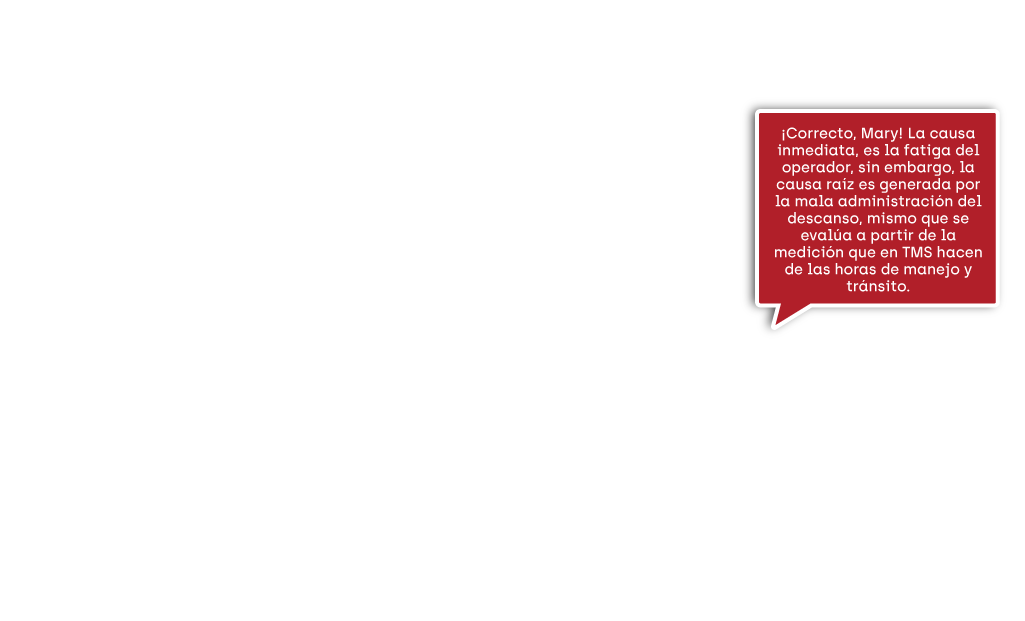 ¡Correcto, Mary! La causa
inmediata, es la fatiga del
operador, sin embargo, la
causa raíz es generada por
la mala administración del
descanso, mismo que se
evalúa a partir de la
medición que en TMS hacen
de las horas de manejo y
tránsito.